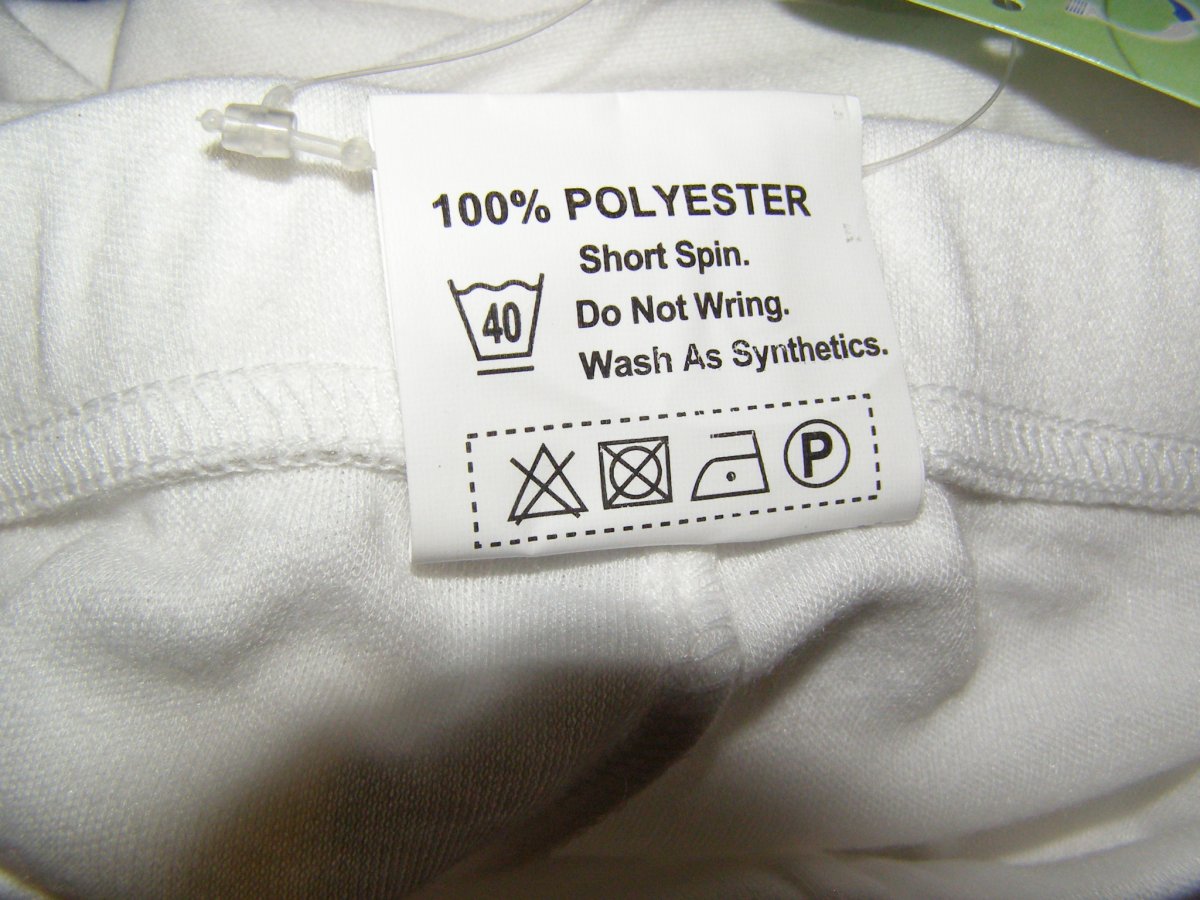 100% POLYESTER
Short Spin.
40
Do Not Wring.
Wash As Synthetics.
P